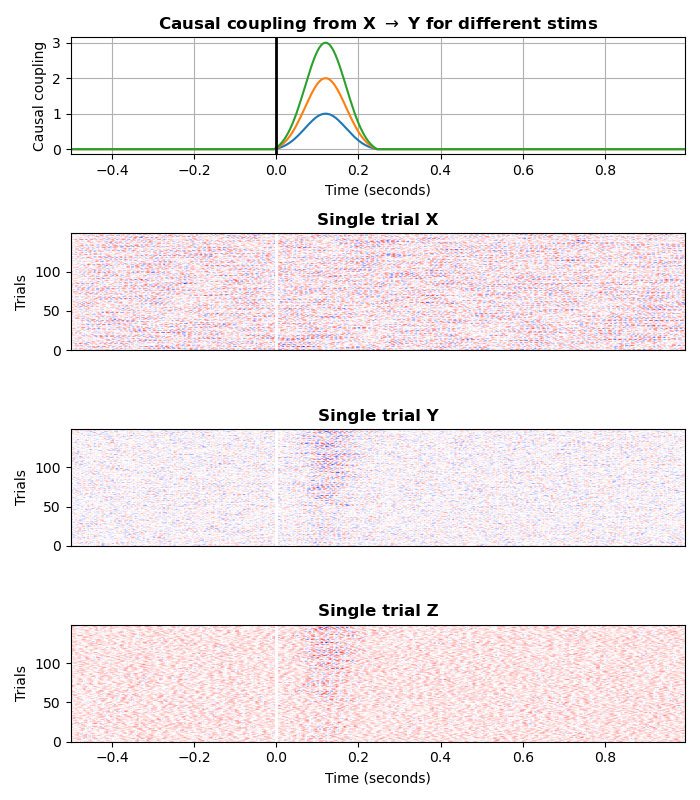 Causal coupling from X → Y for different stims
Causal coupling
3
2
1
0
−0.4 −0.2 0.0 0.2 0.4 0.6 0.8
Time (seconds)
Single trial X
Trials
100
50
0
Single trial Y
Trials
100
50
0
Single trial Z
Trials
100
50
0
−0.4 −0.2 0.0 0.2 0.4 0.6 0.8
Time (seconds)